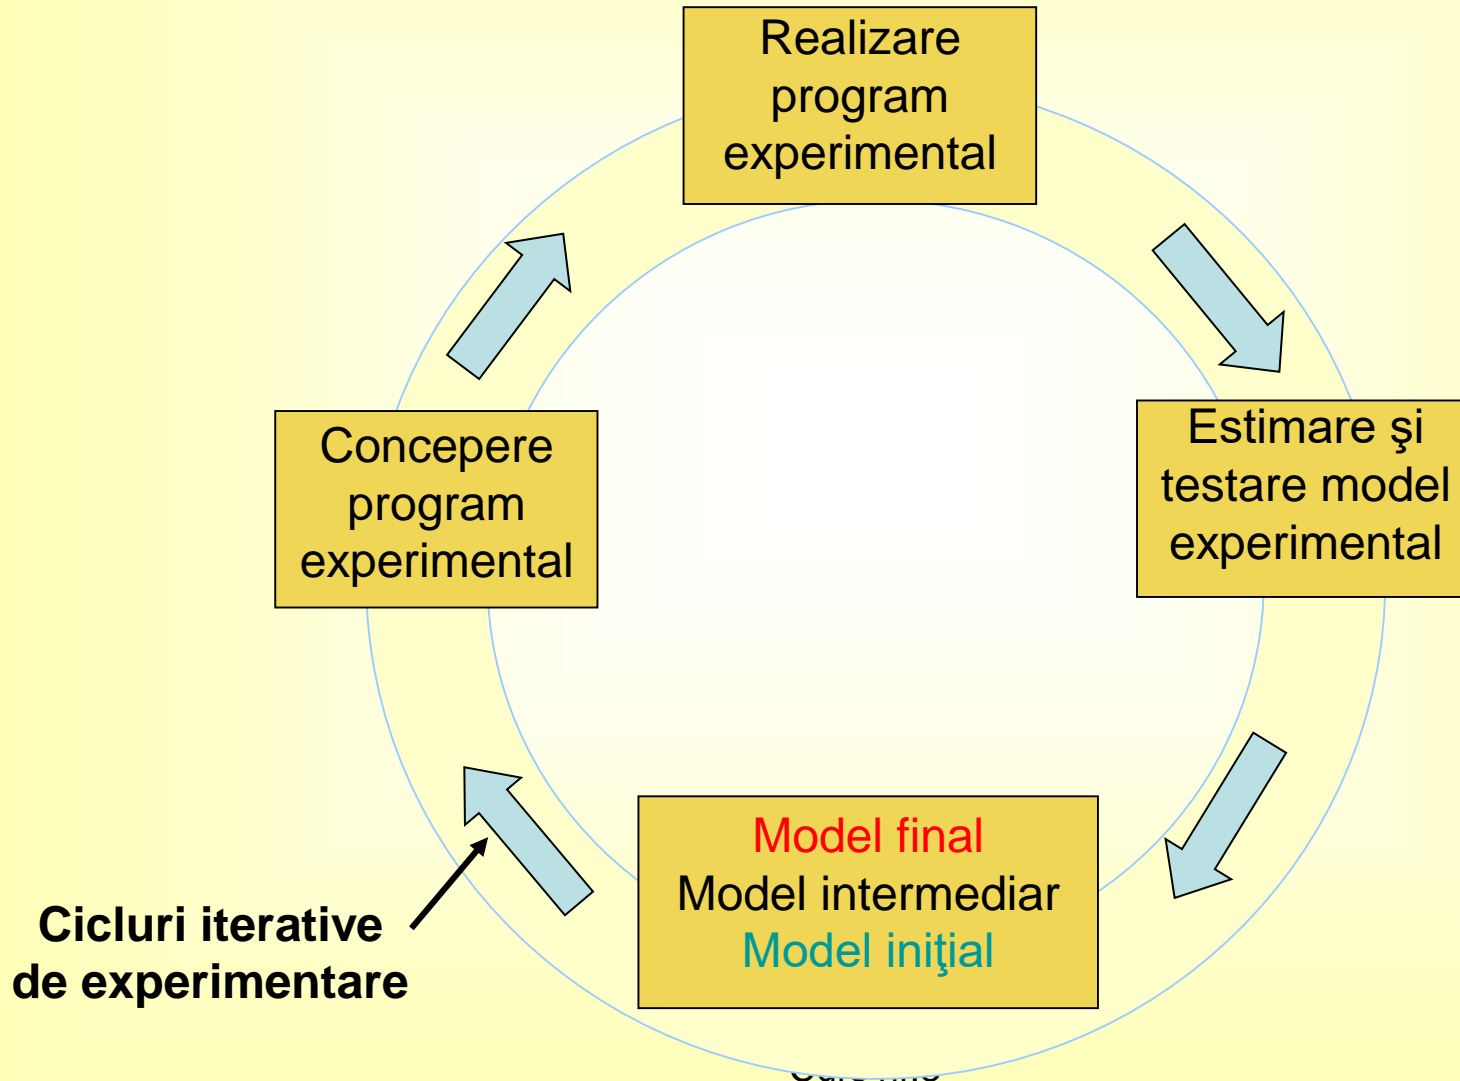 Realizare
program
experimental
Concepere
program
experimental
Estimare şi
testare model
experimental
Model final
Model intermediar
Model iniţial
Cicluri iterative
de experimentare